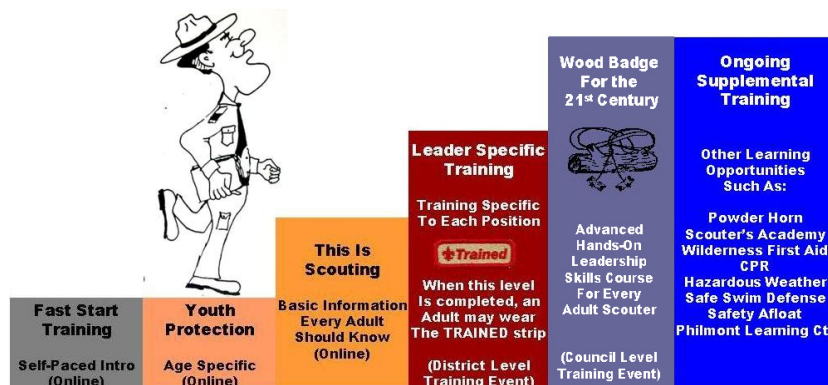 Fast Start
Training
Self-Paced Intro
(Online)
Youth
Protection
Age Specific
(Online)
This Is
Scouting
Basic Information
Every Adult
Should Know
(Online)
Leader Specific
Training
Training Specific
To Each Position
Trained
When this level
Is completed, an
Adult may wear
The TRAINED strip
(District Level
Training Event)
Wood Badge
For the
21st Century
Advanced
Hands-On
Leadership
Skills Course
For Every
Adult Scouter
(Council Level
Training Event)
Ongoing
Supplemental
Training
Other Learning
Opportunities
Such As:
Powder Horn
Scouter's Academy
Wilderness First Aid
CPR
Hazardous Weather
Safe Swim Defense
Safety Afloat
Philmont Learning Ct